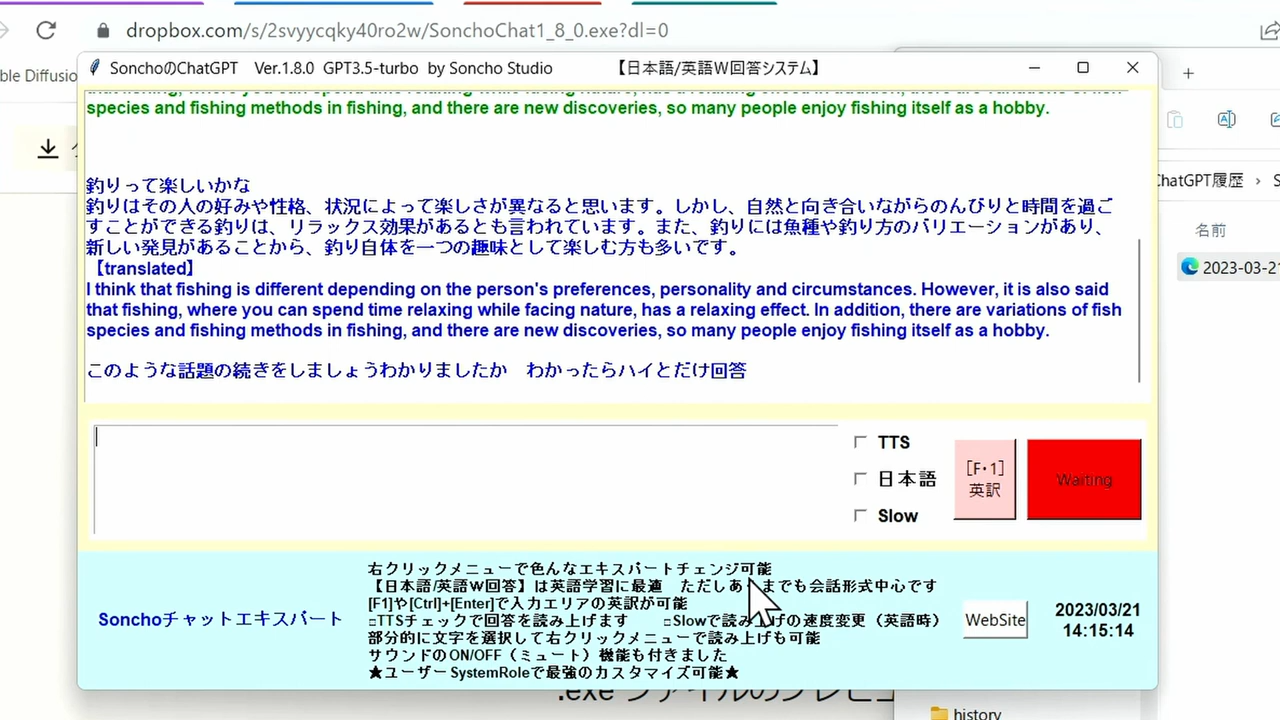 dropbox.com/s/2svyycqky40ro2w/SonchoChat1_8_0.exe?dl=0
ble Diffusio
SonchoのChatGPT Ver.1.8.0 GPT3.5-turbo by Soncho Studio 【日本語/英語W回答システム】
species and fishing methods in fishing, and there are new discoveries, so many people enjoy fishing itself as a hobby.
釣りって楽しいかな
釣りはその人の好みや性格、状況によって楽しさが異なると思います。しかし、自然と向き合いながらのんびりと時間を過ご
すことができる釣りは、リラックス効果があるとも言われています。また、釣りには魚種や釣り方のバリエーションがあり、
新しい発見があることから、釣り自体を一つの趣味として楽しむ方も多いです。
【translated】
I think that fishing is different depending on the person's preferences, personality and circumstances. However, it is also said
that fishing, where you can spend time relaxing while facing nature, has a relaxing effect. In addition, there are variations of fish
species and fishing methods in fishing, and there are new discoveries, so many people enjoy fishing itself as a hobby.
このような話題の続きをしましょうわかりましたか わかったらハイとだけ回答
TTS
日本語
Slow
[F・1]
英訳
Waiting
Sonchoチャットエキスパート
右クリックメニューで色んなエキスパートチェンジ可能
【日本語/英語W回答】は英語学習に最適 ただしあ までも会話形式中心です
[F1]や[Ctrl]+[Enter]で入力エリアの英訳が可能
□TTSチェックで回答を読み上げます □Slowで読み上げの速度変更（英語時）
部分的に文字を選択して右クリックメニューで読み上げも可能
サウンドのON/OFF（ミュート）機能も付きました
★ユーザーSystemRoleで最強のカスタマイズ可能★
WebSite
2023/03/21
14:15:14
ChatGPT履歴 › S
名前
2023-03-21
history